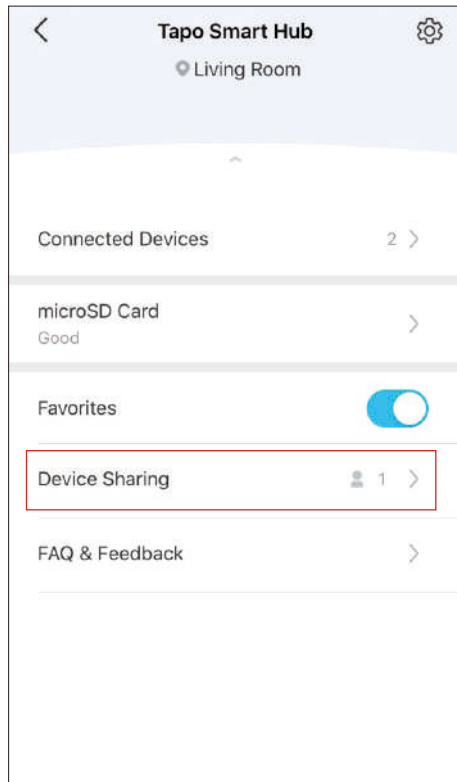 Tapo Smart Hub
Living Room
Connected Devices 2
microSD Card
Good
Favorites
Device Sharing 1
FAQ & Feedback